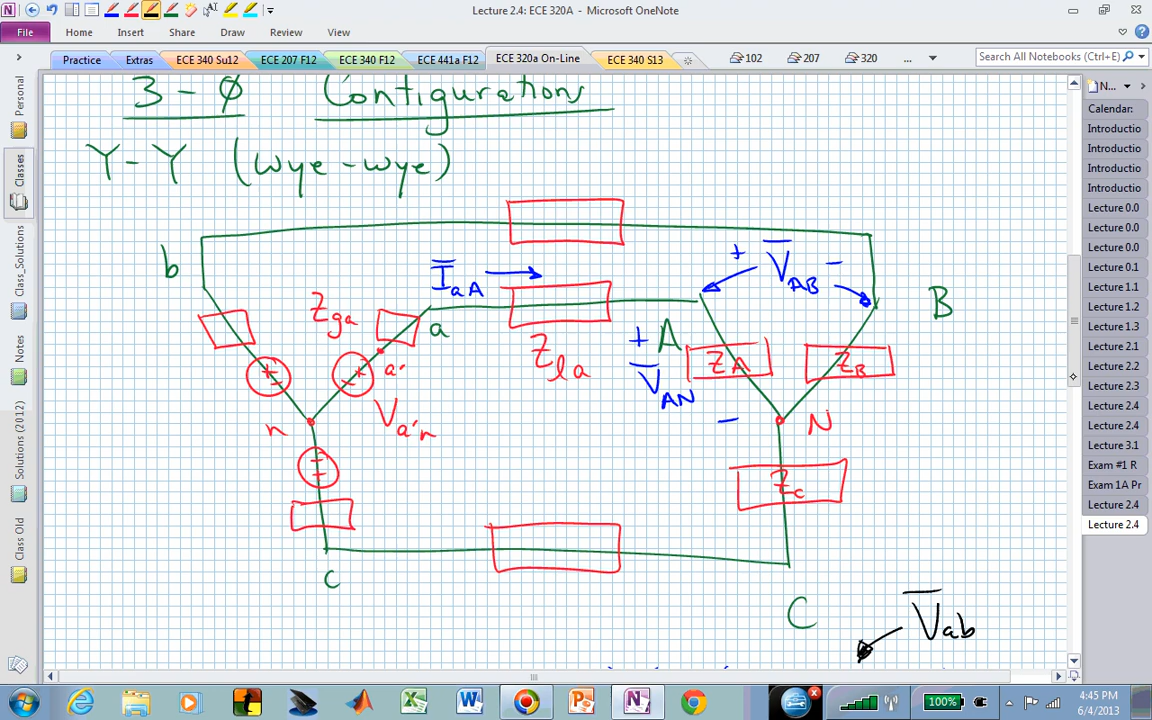 Lecture 2.4: ECE 320A - Microsoft OneNote
File Home Insert Share Draw Review View
Practice Extras ECE 340 Su12 ECE 207 F12 ECE 340 F12 ECE 441a F12 ECE 320a On-Line ECE 340 S13 102 207 320 ... Search All Notebooks (Ctrl+E)
Personal
Classes
Class_Solutions
Notes
Solutions (2012)
Class Old
N...
Calendar:
Introductio
Introductio
Introductio
Introductio
Lecture 0.0
Lecture 0.0
Lecture 0.0
Lecture 0.1
Lecture 1.1
Lecture 1.2
Lecture 1.3
Lecture 2.1
Lecture 2.2
Lecture 2.3
Lecture 2.4
Lecture 2.4
Lecture 3.1
Exam #1 R
Exam 1A Pr
Lecture 2.4
Lecture 2.4
3-Ø Configurations
Y-Y (wye-wye)
b
I̅aA
+ V̅AB -
B
Zga
a
A
+
Zla
ZA
ZB
V̅AN
-
a'
Va'n
n
N
Zc
c
C
V̅ab
100%
4:45 PM
6/4/2013